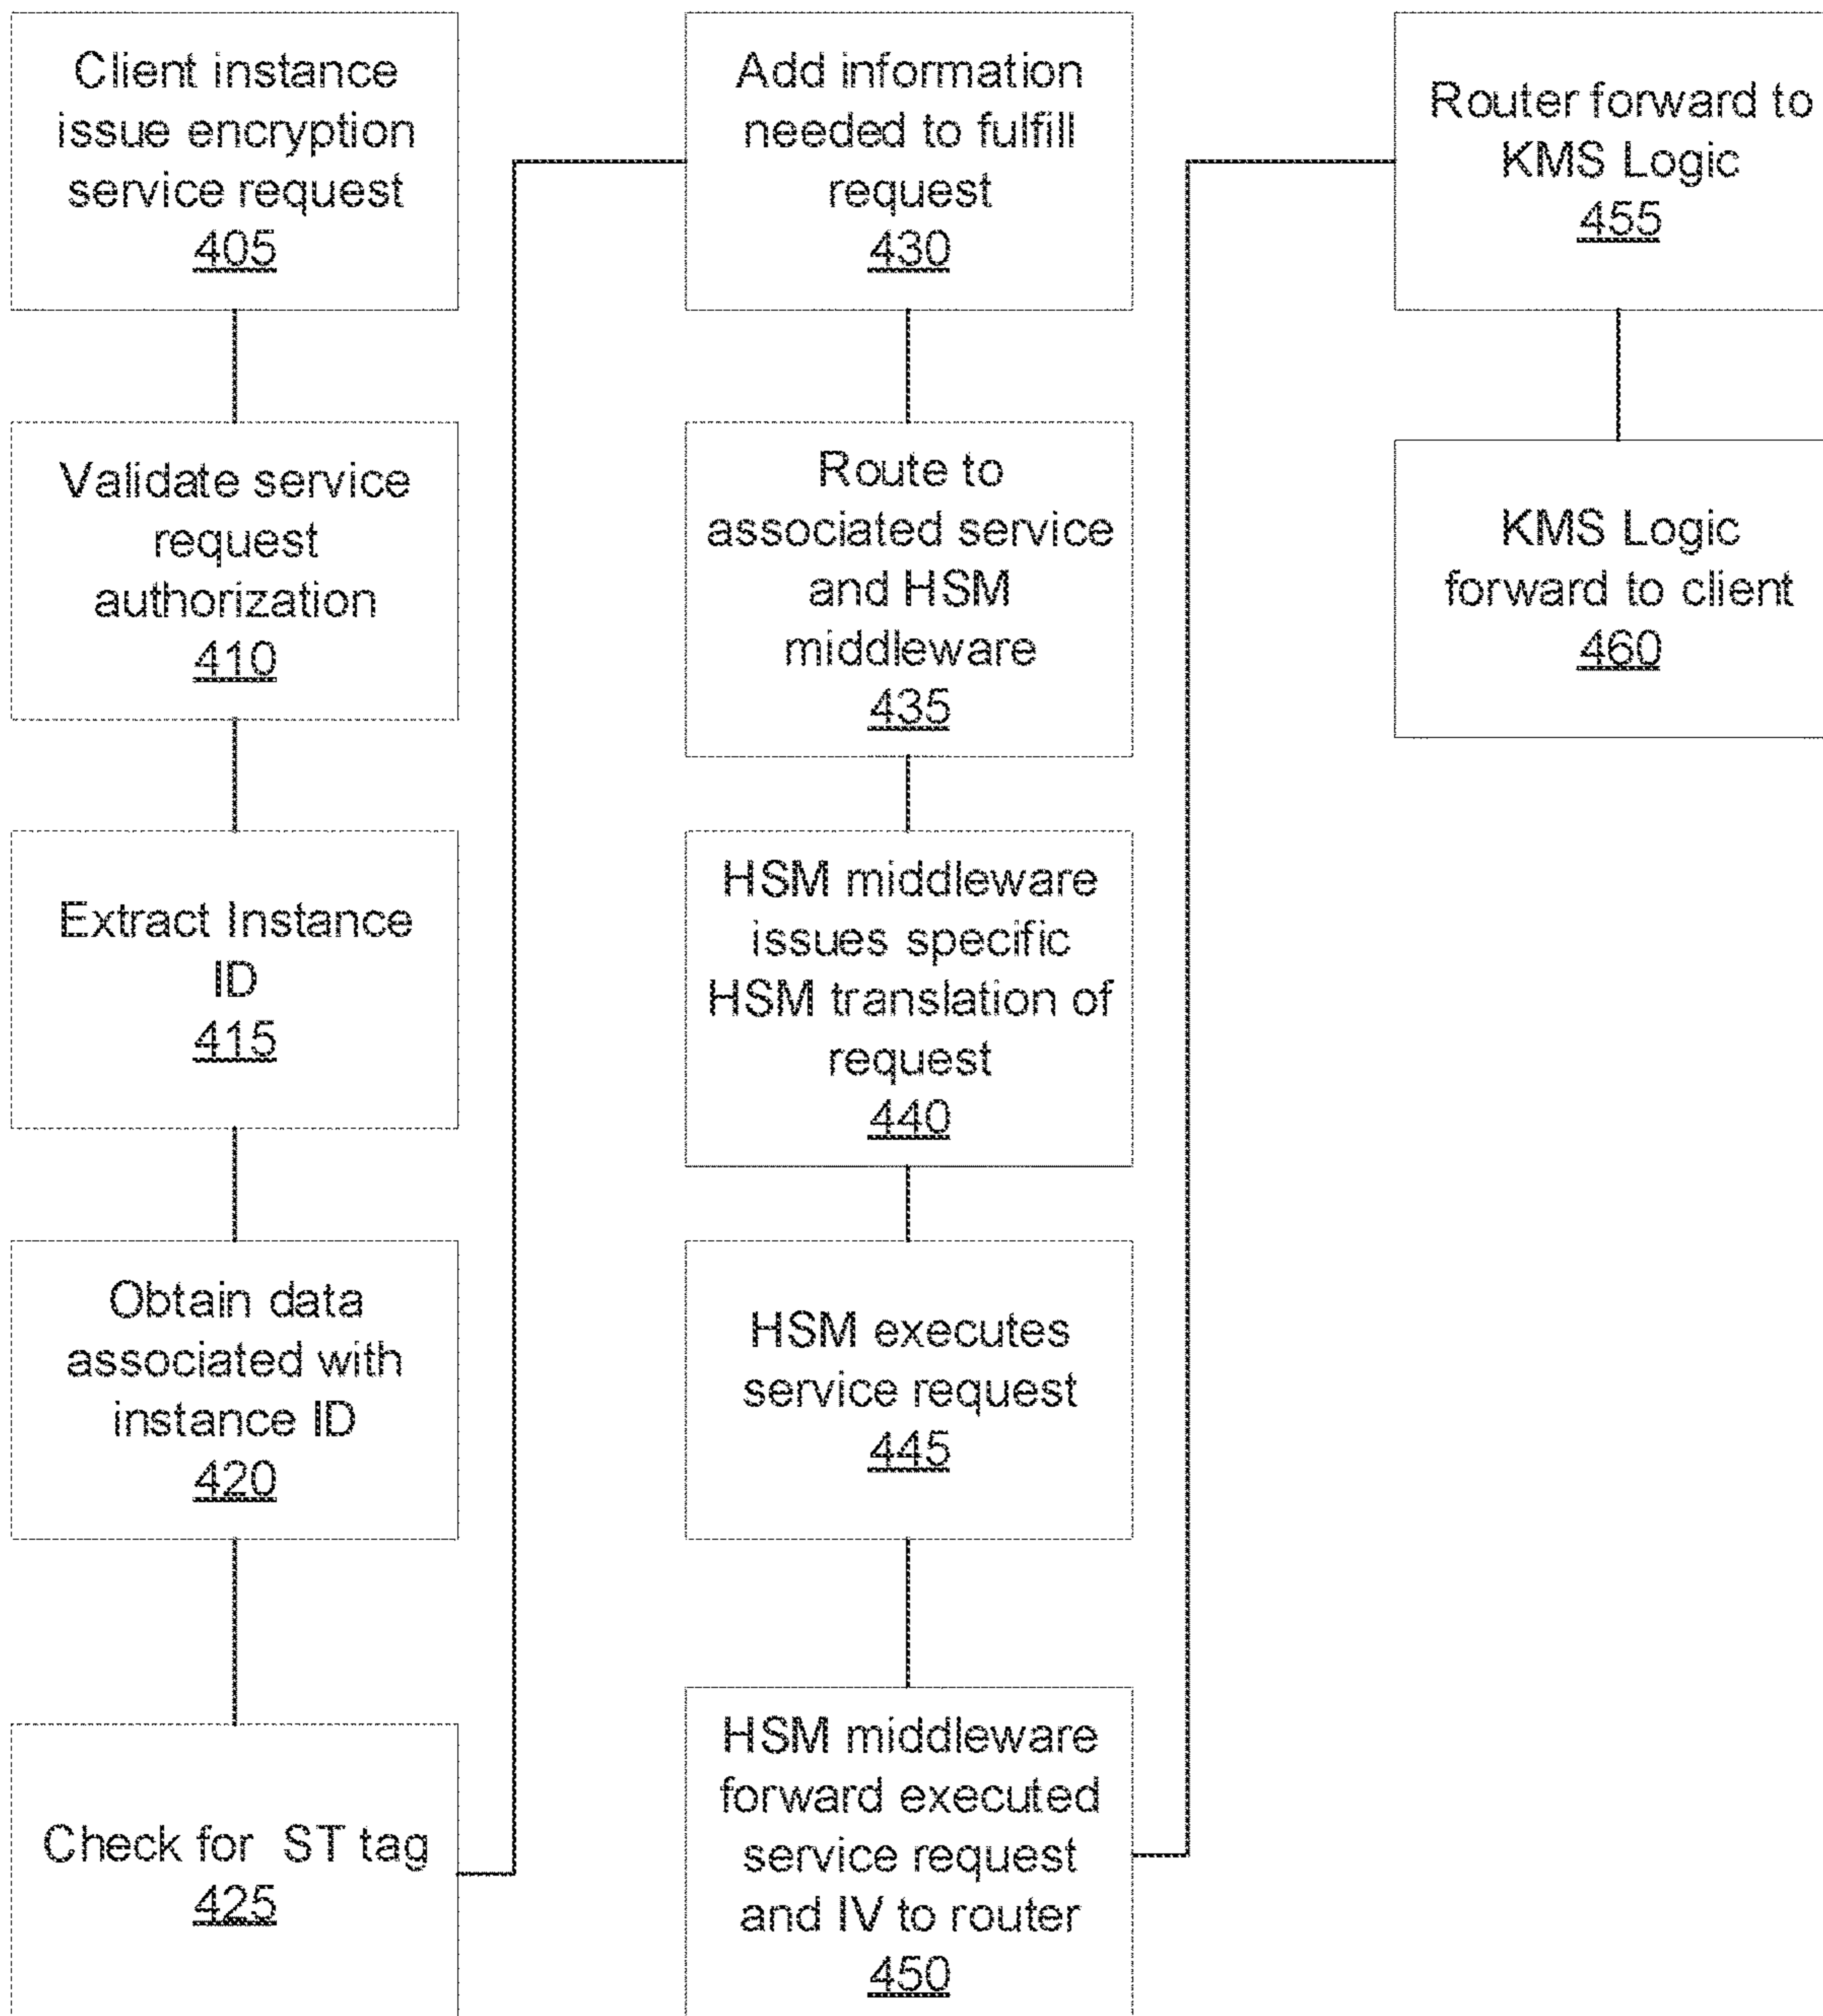 Client instance
issue encryption
service request
405
Validate service
request
authorization
410
Extract Instance
ID
415
Obtain data
associated with
instance ID
420
Check for ST tag
425
Add information
needed to fulfill
request
430
Route to
associated service
and HSM
middleware
435
HSM middleware
issues specific
HSM translation of
request
440
HSM executes
service request
445
HSM middleware
forward executed
service request
and IV to router
450
Router forward to
KMS Logic
455
KMS Logic
forward to client
460